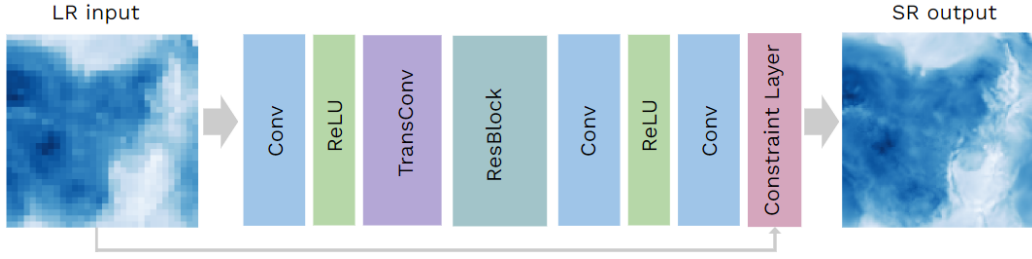 LR input
SR output
Conv
ReLU
TransConv
ResBlock
Conv
ReLU
Conv
Constraint Layer